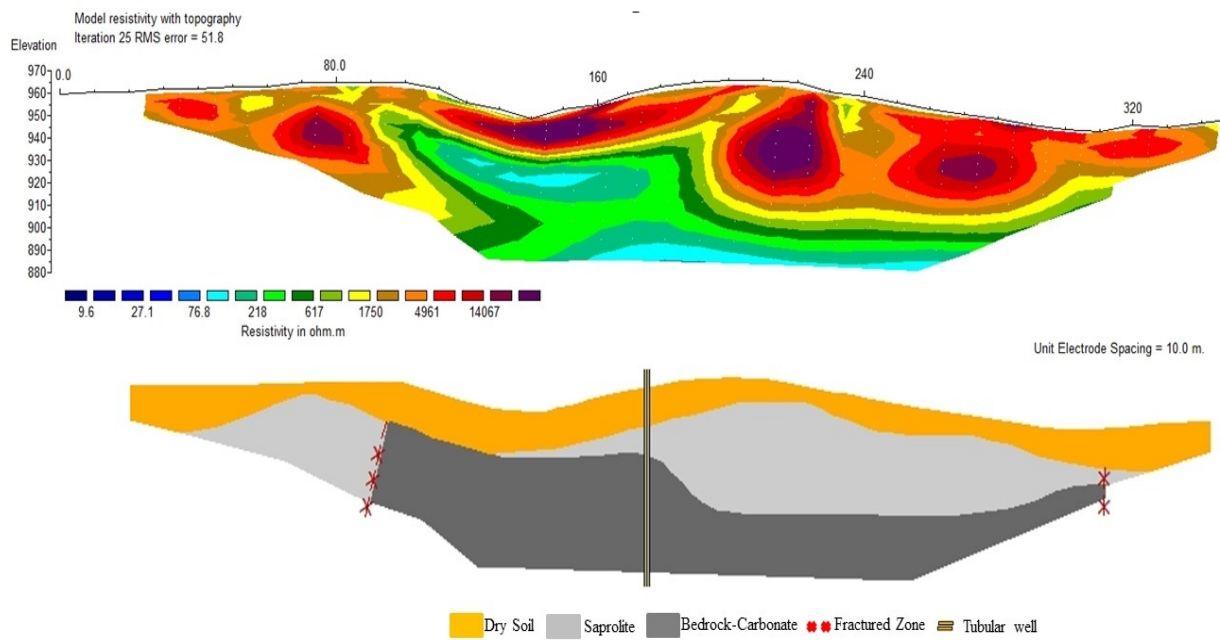 Model resistivity with topography
Iteration 25 RMS error = 51.8
Elevation
0.0 80.0 160 240 320
970
960
950
940
930
920
910
900
890
880
9.6 27.1 76.8 218 617 1750 4961 14067
Resistivity in ohm.m
Unit Electrode Spacing = 10.0 m.
Dry Soil Saprolite Bedrock-Carbonate Fractured Zone Tubular well